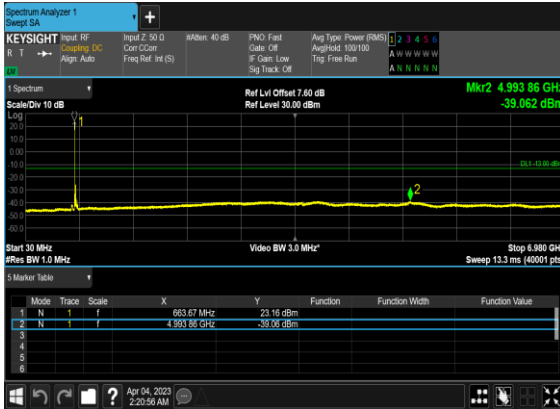 Spectrum Analyzer 1
Swept SA
+
KEYSIGHT
R T
Input: RF
Coupling: DC
Align: Auto
Input Z: 50 Ω
Corr CCorr
Freq Ref: Int (S)
#Atten: 40 dB
PNO: Fast
Gate: Off
IF Gain: Low
Sig Track: Off
Avg Type: Power (RMS)
Avg|Hold: 100/100
Trig: Free Run
1 2 3 4 5 6
A W W W W W
A N N N N N
1 Spectrum
Scale/Div 10 dB
Ref Lvl Offset 7.60 dB
Ref Level 30.00 dBm
Mkr2 4.993 86 GHz
-39.062 dBm
Log
20.0
10.0
0.00
-10.0
-20.0
-30.0
-40.0
-50.0
-60.0
1
2
DL1 -13.00 dBm
Start 30 MHz
#Res BW 1.0 MHz
Video BW 3.0 MHz*
Stop 6.980 GHz
Sweep 13.3 ms (40001 pts)
5 Marker Table
Mode Trace Scale X Y Function Function Width Function Value
1 N 1 f 663.67 MHz 23.16 dBm
2 N 1 f 4.993 86 GHz -39.06 dBm
3
4
5
6
?
Apr 04, 2023
2:20:56 AM